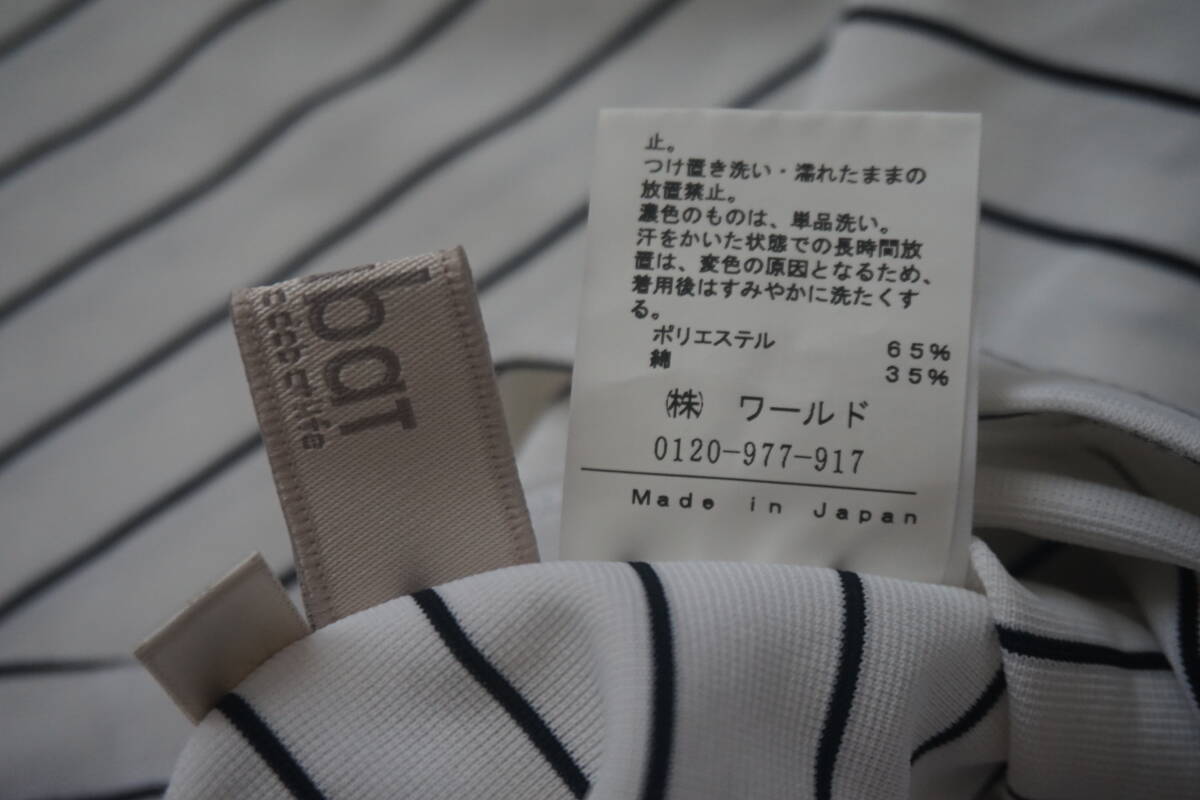 止。
つけ置き洗い・濡れたままの
放置禁止。
濃色のものは、単品洗い。
汗をかいた状態での長時間放
置は、変色の原因となるため、
着用後はすみやかに洗たくす
る。
ポリエステル 65%
綿 35%
㈱ ワールド
0120-977-917
Made in Japan